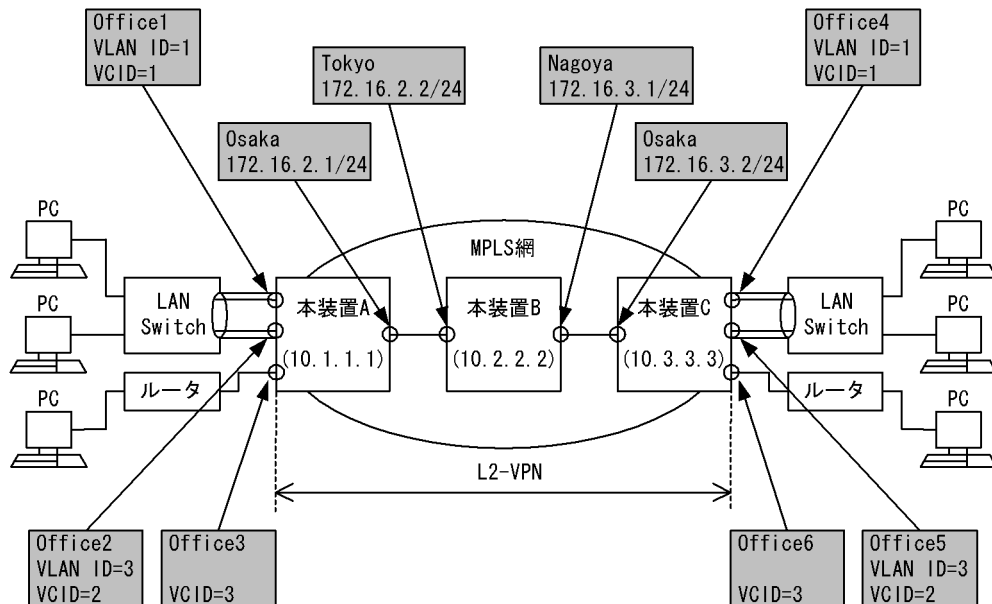 Office1
VLAN ID=1
VCID=1
Office4
VLAN ID=1
VCID=1
Tokyo
172.16.2.2/24
Nagoya
172.16.3.1/24
Osaka
172.16.2.1/24
Osaka
172.16.3.2/24
PC
PC
MPLS網
LAN
Switch
本装置A
(10.1.1.1)
本装置B
(10.2.2.2)
本装置C
(10.3.3.3)
LAN
Switch
PC
PC
ルータ
ルータ
PC
PC
L2-VPN
Office2
VLAN ID=3
VCID=2
Office3
VCID=3
Office6
VCID=3
Office5
VLAN ID=3
VCID=2